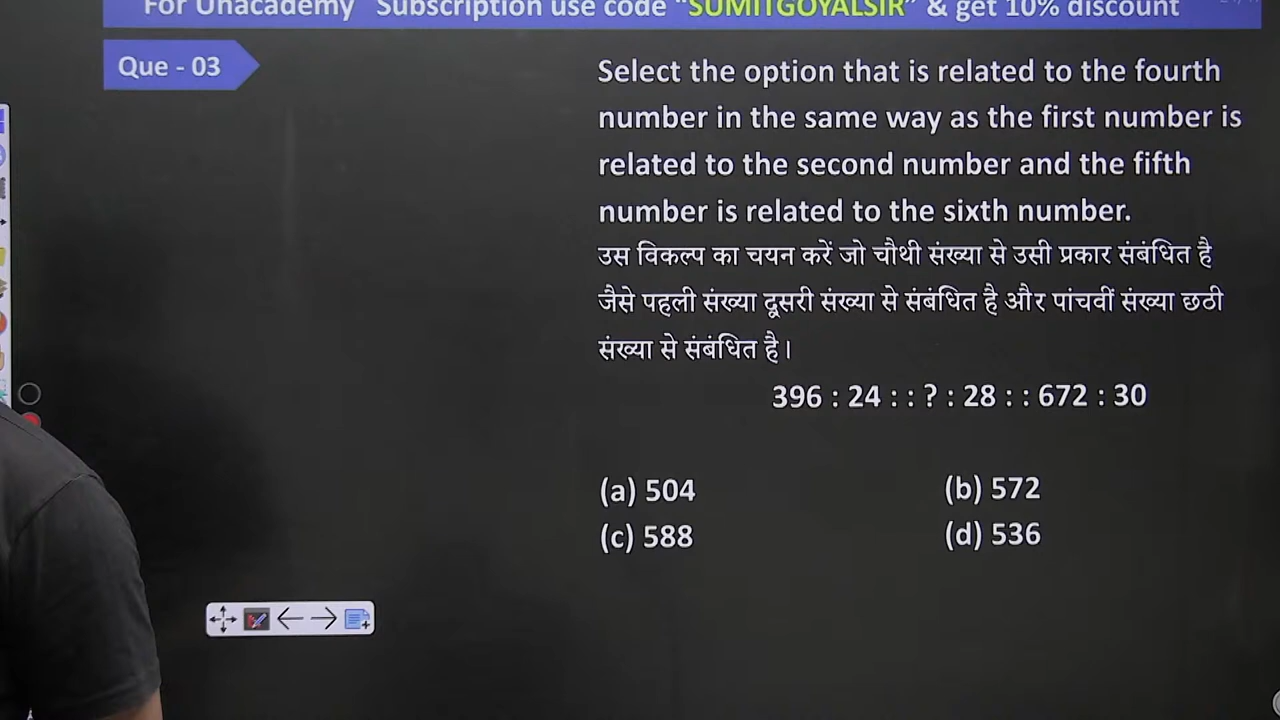 For Unacademy Subscription use code “SUMITGOYALSIR” & get 10% discount
Que - 03
Select the option that is related to the fourth
number in the same way as the first number is
related to the second number and the fifth
number is related to the sixth number.
उस विकल्प का चयन करें जो चौथी संख्या से उसी प्रकार संबंधित है
जैसे पहली संख्या दूसरी संख्या से संबंधित है और पांचवीं संख्या छठी
संख्या से संबंधित है।
396 : 24 : : ? : 28 : : 672 : 30
(a) 504 (b) 572
(c) 588 (d) 536